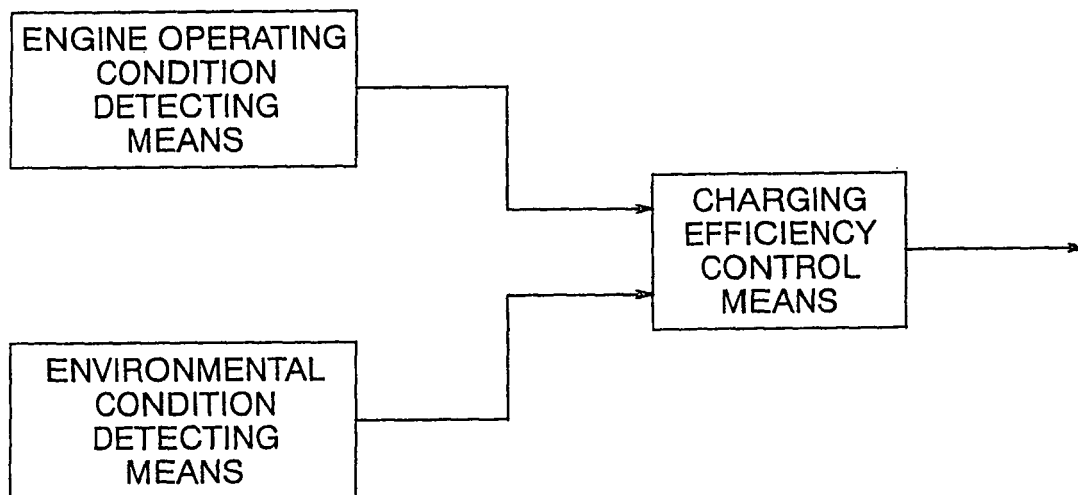 ENGINE OPERATING
CONDITION
DETECTING
MEANS
CHARGING
EFFICIENCY
CONTROL
MEANS
ENVIRONMENTAL
CONDITION
DETECTING
MEANS